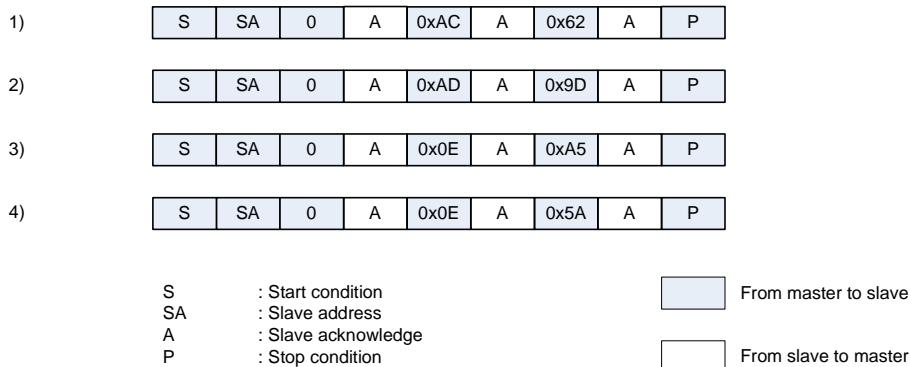 1) S SA 0 A 0xAC A 0x62 A P
2) S SA 0 A 0xAD A 0x9D A P
3) S SA 0 A 0x0E A 0xA5 A P
4) S SA 0 A 0x0E A 0x5A A P
S : Start condition
SA : Slave address
A : Slave acknowledge
P : Stop condition
From master to slave
From slave to master